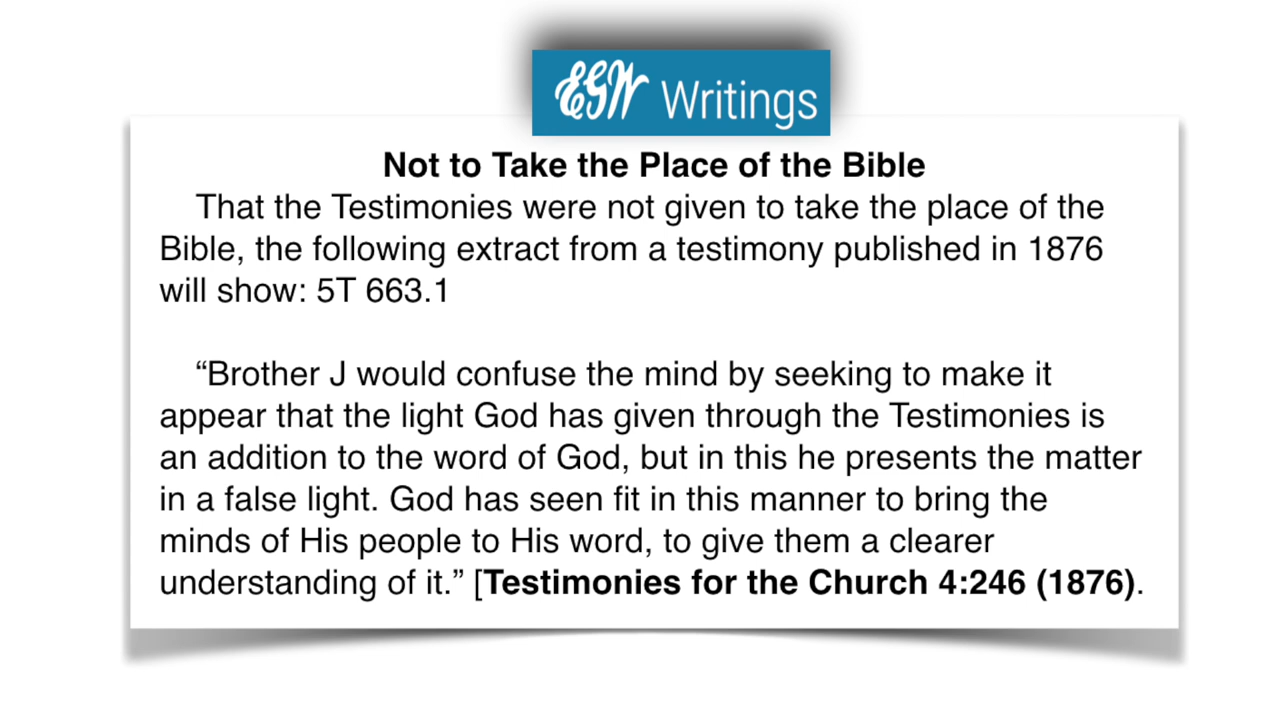 EGW Writings
Not to Take the Place of the Bible
That the Testimonies were not given to take the place of the
Bible, the following extract from a testimony published in 1876
will show: 5T 663.1
“Brother J would confuse the mind by seeking to make it
appear that the light God has given through the Testimonies is
an addition to the word of God, but in this he presents the matter
in a false light. God has seen fit in this manner to bring the
minds of His people to His word, to give them a clearer
understanding of it.” [Testimonies for the Church 4:246 (1876).